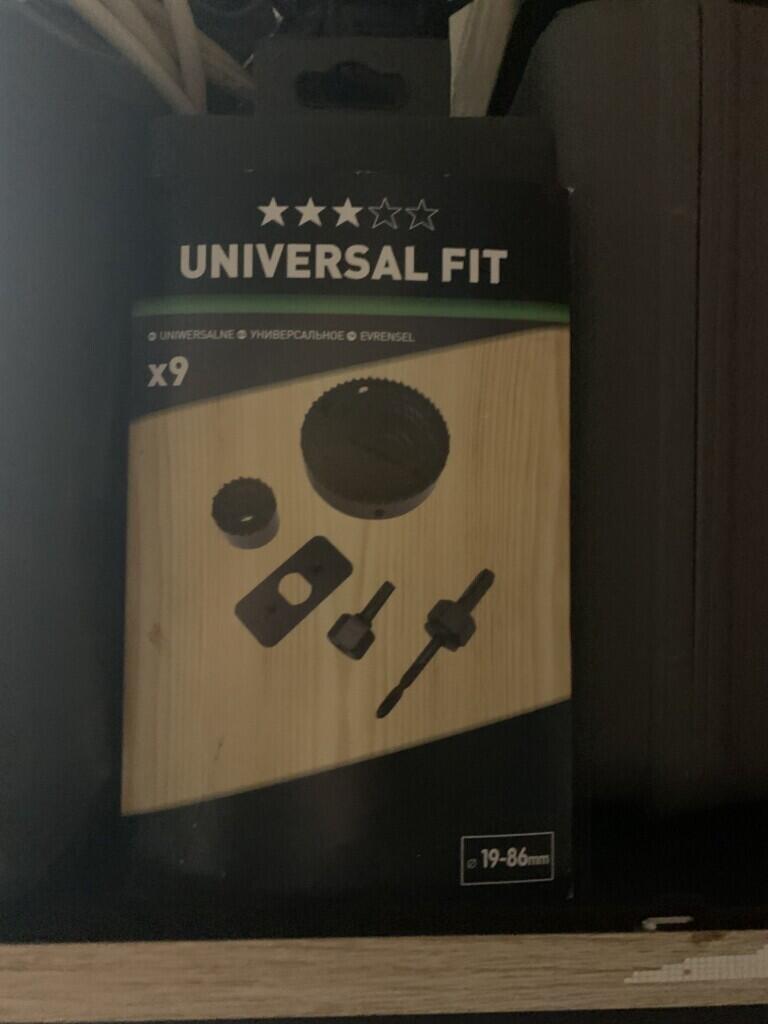 UNIVERSAL FIT
UNIWERSALNE УНИВЕРСАЛЬНОЕ EVRENSEL
x9
⌀ 19-86mm